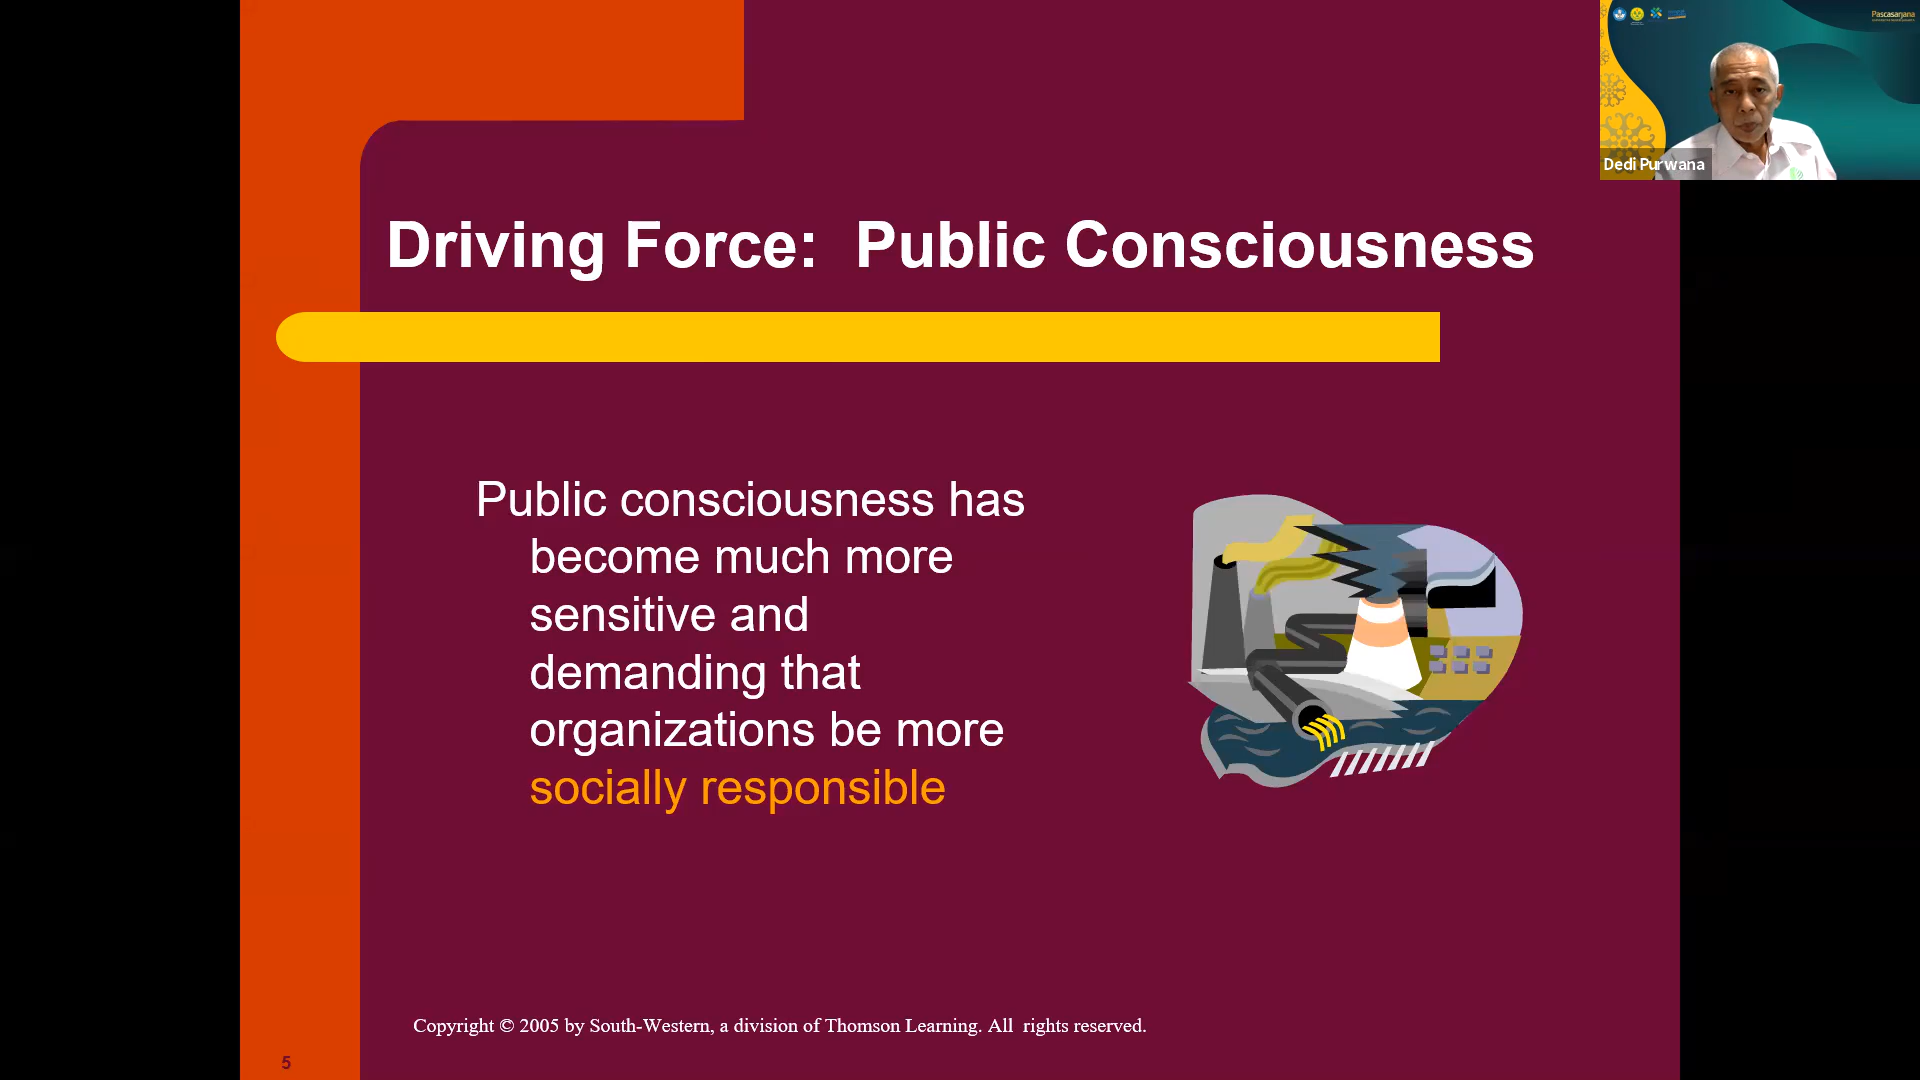 Pascasarjana
Dedi Purwana
Driving Force: Public Consciousness
Public consciousness has
become much more
sensitive and
demanding that
organizations be more
socially responsible
Copyright © 2005 by South-Western, a division of Thomson Learning. All rights reserved.
5